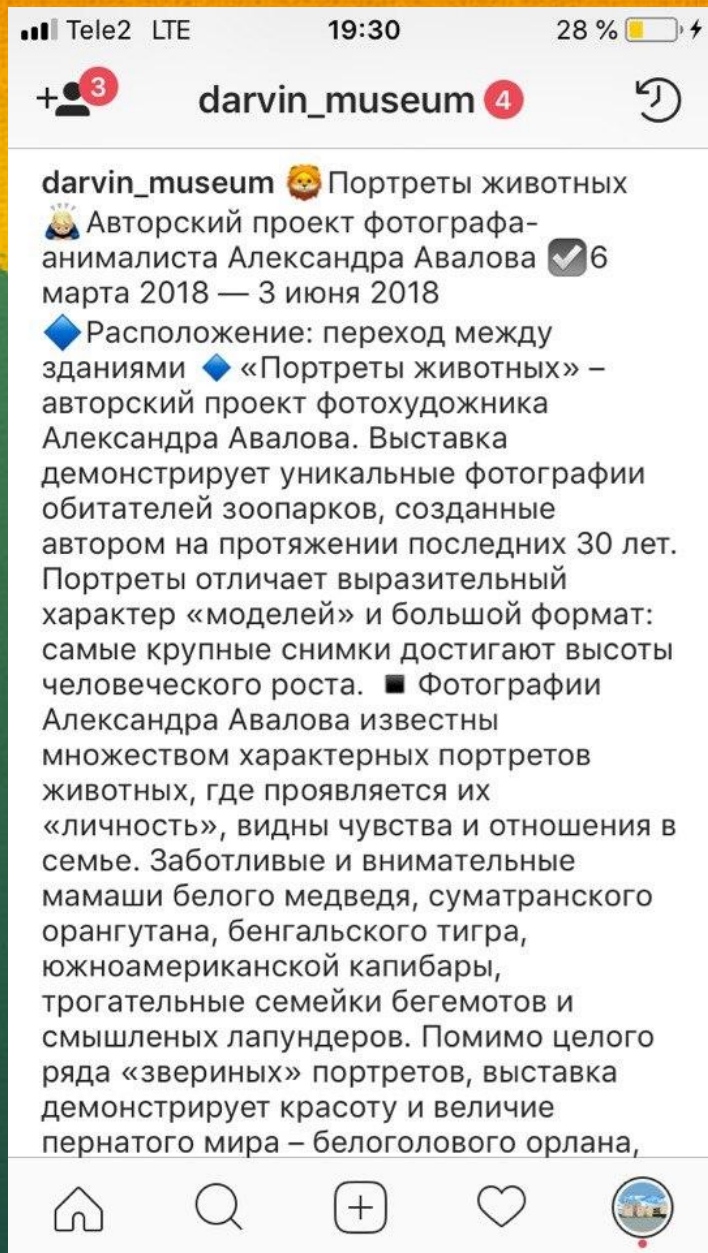 Tele2 LTE 19:30 28 %
3
darvin_museum 4
darvin_museum 🦁Портреты животных
🙇🏼Авторский проект фотографа-
анималиста Александра Авалова ☑6
марта 2018 — 3 июня 2018
🔷Расположение: переход между
зданиями 🔹 «Портреты животных» –
авторский проект фотохудожника
Александра Авалова. Выставка
демонстрирует уникальные фотографии
обитателей зоопарков, созданные
автором на протяжении последних 30 лет.
Портреты отличает выразительный
характер «моделей» и большой формат:
самые крупные снимки достигают высоты
человеческого роста. ▪ Фотографии
Александра Авалова известны
множеством характерных портретов
животных, где проявляется их
«личность», видны чувства и отношения в
семье. Заботливые и внимательные
мамаши белого медведя, суматранского
орангутана, бенгальского тигра,
южноамериканской капибары,
трогательные семейки бегемотов и
смышленых лапундеров. Помимо целого
ряда «звериных» портретов, выставка
демонстрирует красоту и величие
пернатого мира – белоголового орлана,